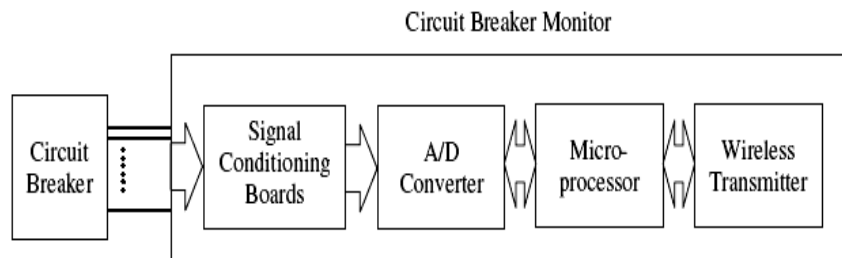 Circuit Breaker Monitor
Circuit
Breaker
Signal
Conditioning
Boards
A/D
Converter
Micro-
processor
Wireless
Transmitter